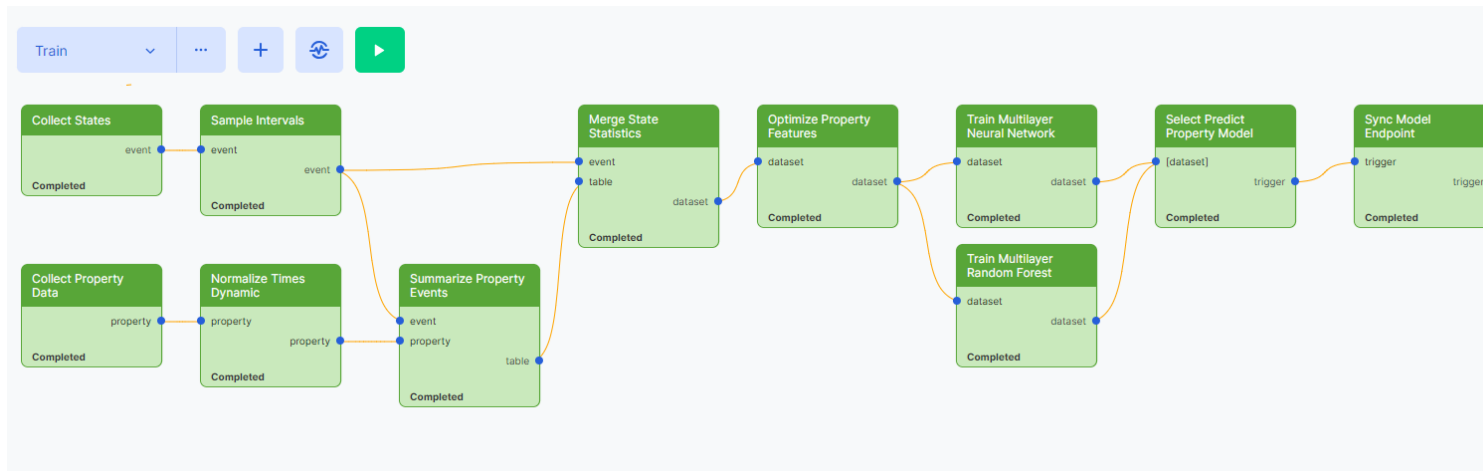 Train
Collect States
event
Completed
Sample Intervals
event
event
Completed
Merge State
Statistics
event
table
dataset
Completed
Optimize Property
Features
dataset
dataset
Completed
Train Multilayer
Neural Network
dataset
dataset
Completed
Select Predict
Property Model
[dataset]
trigger
Completed
Sync Model
Endpoint
trigger
trigger
Completed
Collect Property
Data
property
Completed
Normalize Times
Dynamic
property
property
Completed
Summarize Property
Events
event
property
table
Completed
Train Multilayer
Random Forest
dataset
dataset
Completed